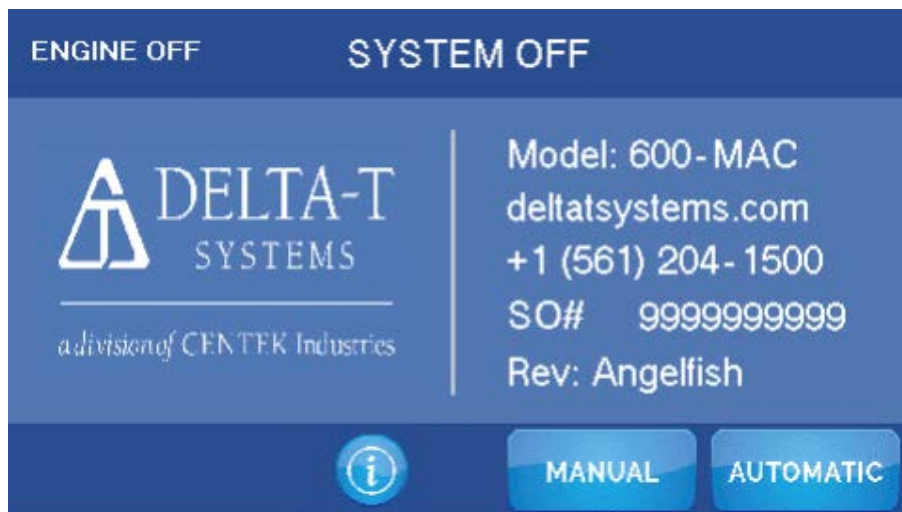 ENGINE OFF
SYSTEM OFF
DELTA-T
SYSTEMS
a division of CENTEK Industries
Model: 600-MAC
deltatsystems.com
+1 (561) 204-1500
SO# 9999999999
Rev: Angelfish
i
MANUAL
AUTOMATIC